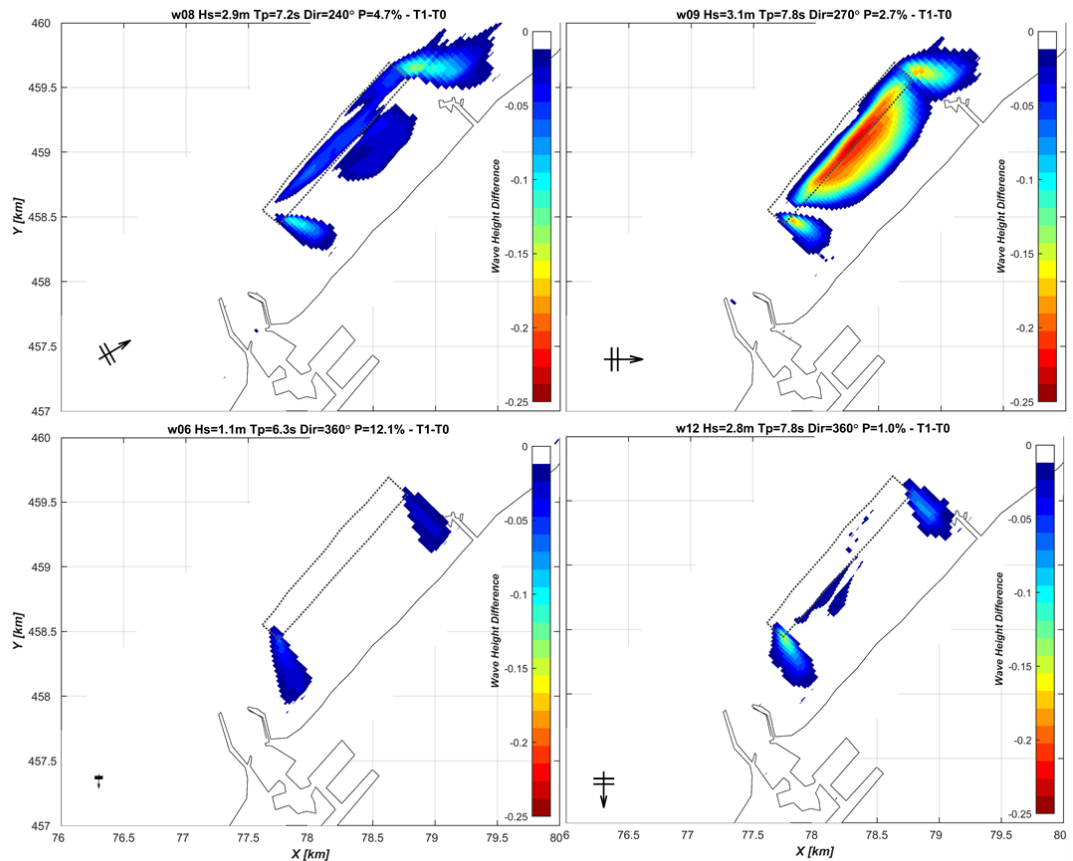 w08 Hs=2.9m Tp=7.2s Dir=240° P=4.7% - T1-T0
460
459.5
459
458.5
458
457.5
457
Y [km]
0
-0.05
-0.1
-0.15
-0.2
-0.25
Wave Height Difference
w09 Hs=3.1m Tp=7.8s Dir=270° P=2.7% - T1-T0
0
-0.05
-0.1
-0.15
-0.2
-0.25
Wave Height Difference
w06 Hs=1.1m Tp=6.3s Dir=360° P=12.1% - T1-T0
460
459.5
459
458.5
458
457.5
457
Y [km]
0
-0.05
-0.1
-0.15
-0.2
-0.25
Wave Height Difference
76 76.5 77 77.5 78 78.5 79 79.5 80
X [km]
w12 Hs=2.8m Tp=7.8s Dir=360° P=1.0% - T1-T0
0
-0.05
-0.1
-0.15
-0.2
-0.25
Wave Height Difference
6 76.5 77 77.5 78 78.5 79 79.5 80
X [km]